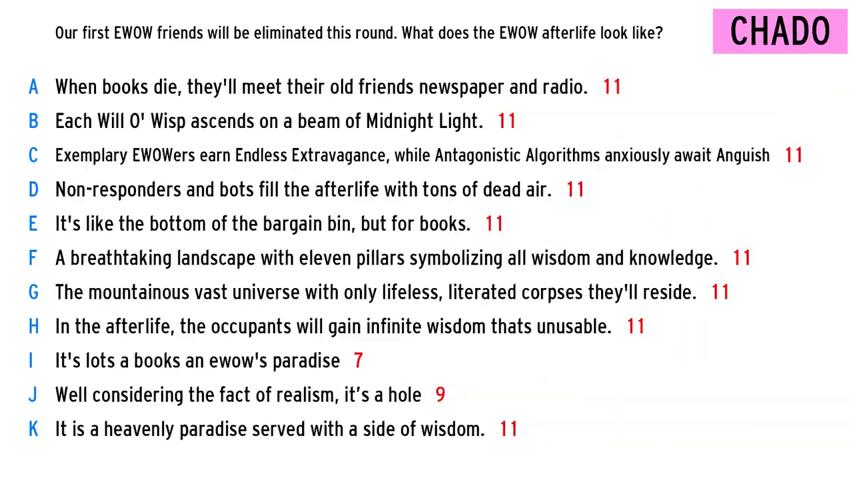 Our first EWOW friends will be eliminated this round. What does the EWOW afterlife look like?
CHADO
A When books die, they'll meet their old friends newspaper and radio. 11
B Each Will O' Wisp ascends on a beam of Midnight Light. 11
C Exemplary EWOWers earn Endless Extravagance, while Antagonistic Algorithms anxiously await Anguish 11
D Non-responders and bots fill the afterlife with tons of dead air. 11
E It's like the bottom of the bargain bin, but for books. 11
F A breathtaking landscape with eleven pillars symbolizing all wisdom and knowledge. 11
G The mountainous vast universe with only lifeless, literated corpses they'll reside. 11
H In the afterlife, the occupants will gain infinite wisdom thats unusable. 11
I It's lots a books an ewow's paradise 7
J Well considering the fact of realism, it’s a hole 9
K It is a heavenly paradise served with a side of wisdom. 11